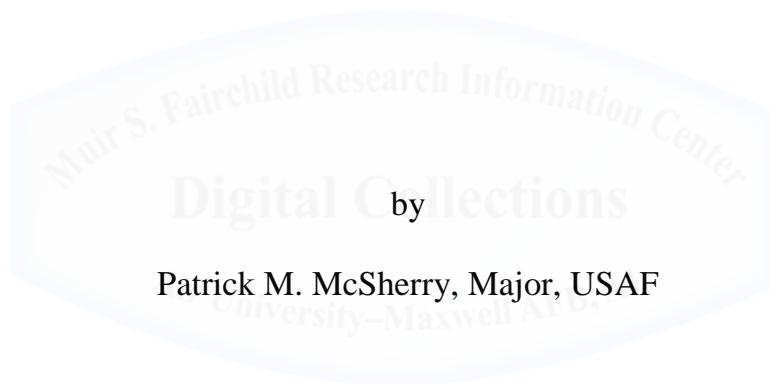 Muir S. Fairchild Research Information Center
Digital Collections
by
Patrick M. McSherry, Major, USAF
University–Maxwell AFB,